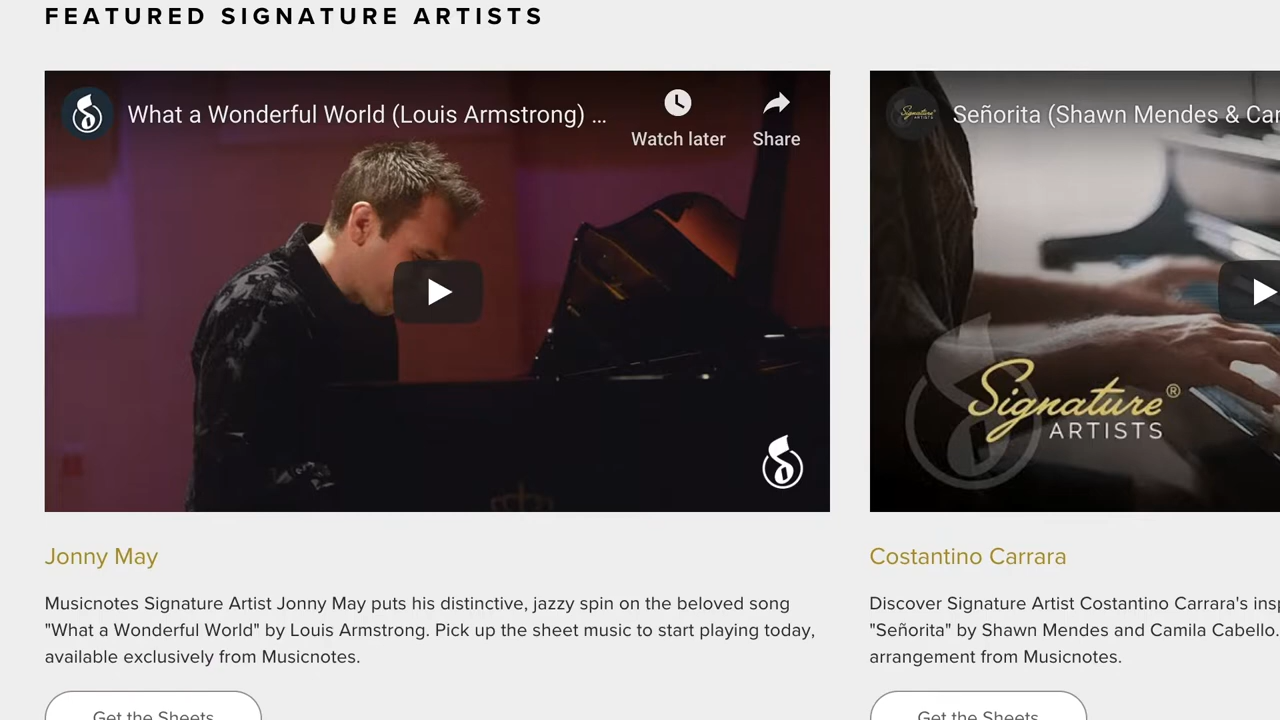 FEATURED SIGNATURE ARTISTS
What a Wonderful World (Louis Armstrong) ...
Watch later
Share
Signature
ARTISTS
Señorita (Shawn Mendes &
Signature®
ARTISTS
Jonny May
Musicnotes Signature Artist Jonny May puts his distinctive, jazzy spin on the beloved song
"What a Wonderful World" by Louis Armstrong. Pick up the sheet music to start playing today,
available exclusively from Musicnotes.
Get the Sheets
Costantino Carrara
Discover Signature Artist Costantino Carrara's
"Señorita" by Shawn Mendes and Camila Cabello.
arrangement from Musicnotes.
Get the Sheets